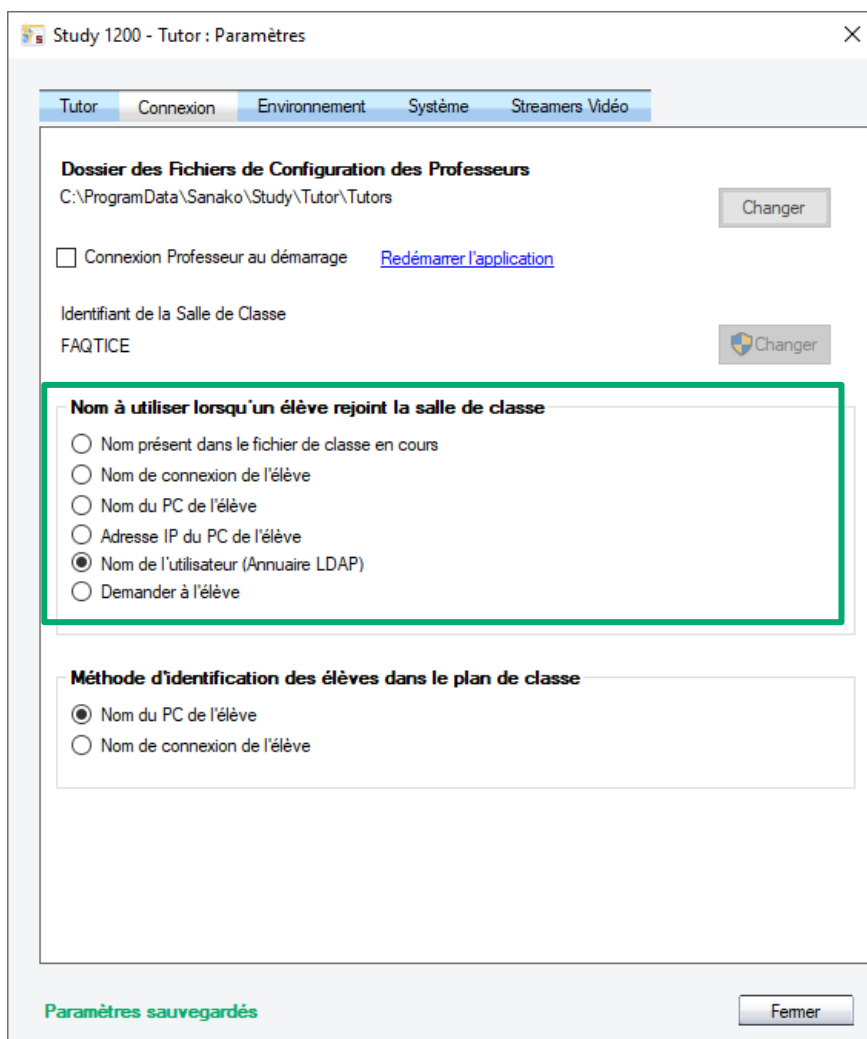 Study 1200 - Tutor : Paramètres
Tutor Connexion Environnement Système Streamers Vidéo
Dossier des Fichiers de Configuration des Professeurs
C:\ProgramData\Sanako\Study\Tutor\Tutors
Changer
Connexion Professeur au démarrage Redémarrer l'application
Identifiant de la Salle de Classe
FAQTICE
Changer
Nom à utiliser lorsqu'un élève rejoint la salle de classe
Nom présent dans le fichier de classe en cours
Nom de connexion de l'élève
Nom du PC de l'élève
Adresse IP du PC de l'élève
Nom de l'utilisateur (Annuaire LDAP)
Demander à l'élève
Méthode d'identification des élèves dans le plan de classe
Nom du PC de l'élève
Nom de connexion de l'élève
Paramètres sauvegardés
Fermer